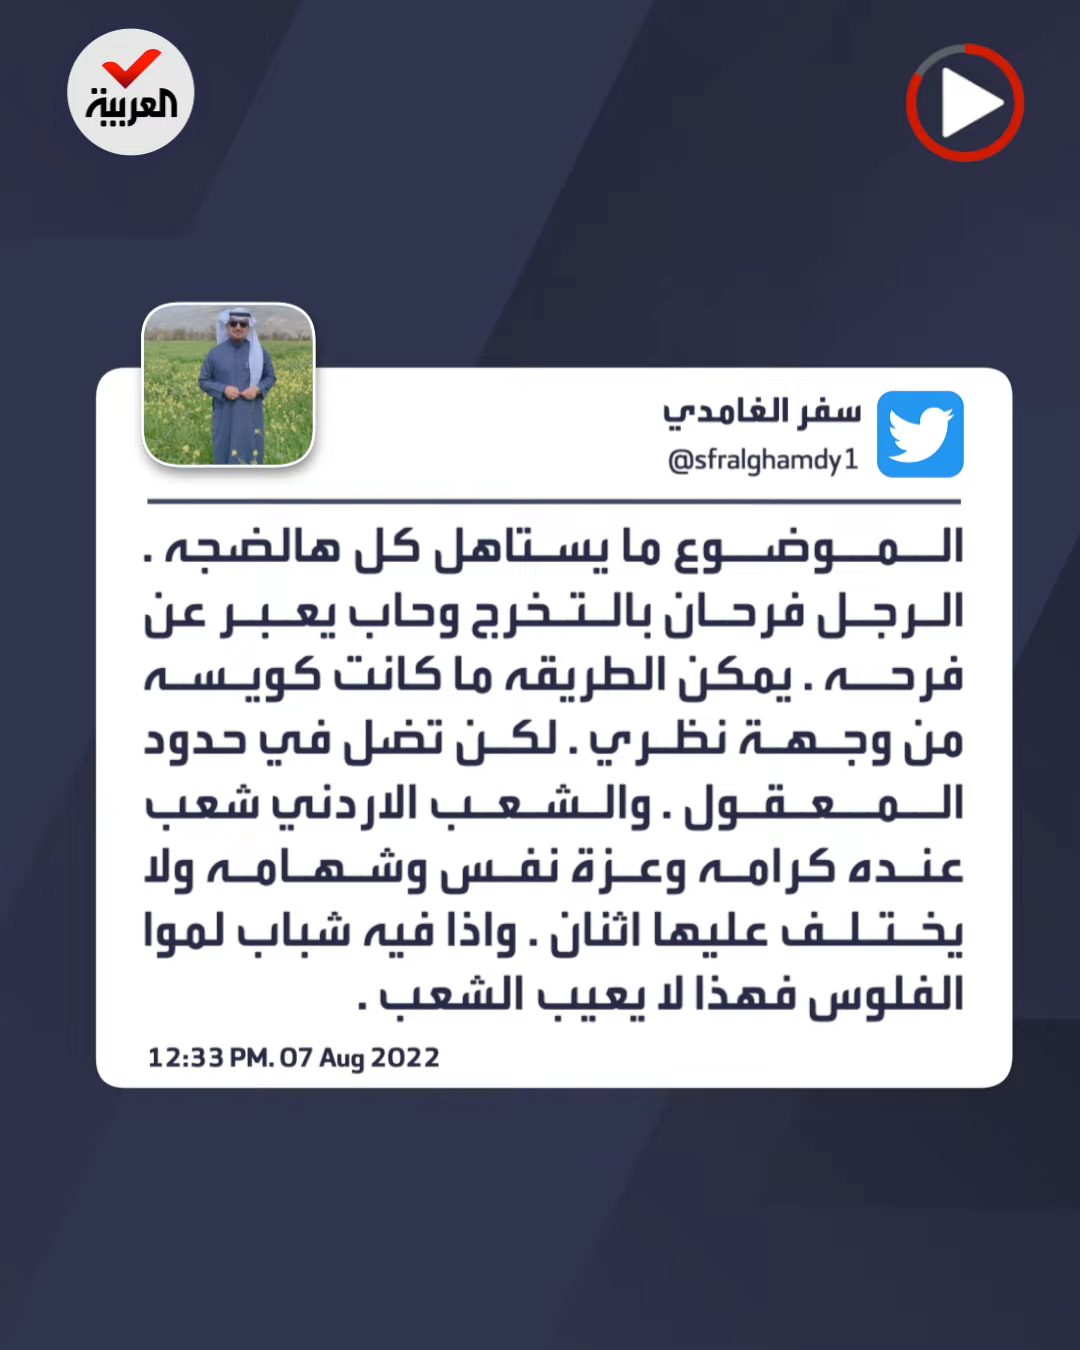 العربية
سفر الغامدي
@sfralghamdy1
الموضوع ما يستاهل كل هالضجه .
الرجل فرحان بالتخرج وحاب يعبر عن
فرحه . يمكن الطريقه ما كانت كويسه
من وجهة نظري . لكن تضل في حدود
المعقول . والشعب الاردني شعب
عنده كرامه وعزة نفس وشهامه ولا
يختلف عليها اثنان . واذا فيه شباب لموا
الفلوس فهذا لا يعيب الشعب .
12:33 PM. 07 Aug 2022